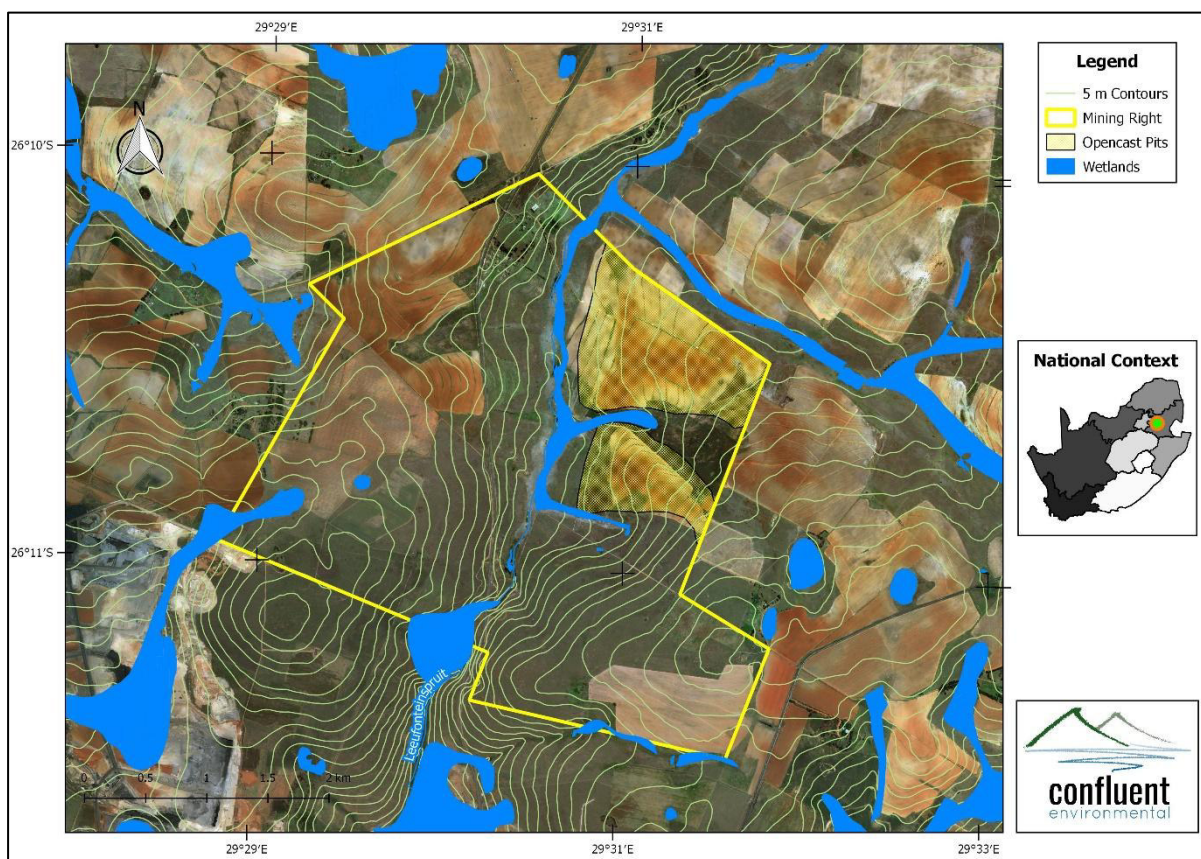 29°29'E
29°31'E
N
26°10'S
26°11'S
Leeufonteinspruit
0 0.5 1 1.5 2 km
29°29'E
29°31'E
29°33'E
Legend
5 m Contours
Mining Right
Opencast Pits
Wetlands
National Context
confluent
environmental